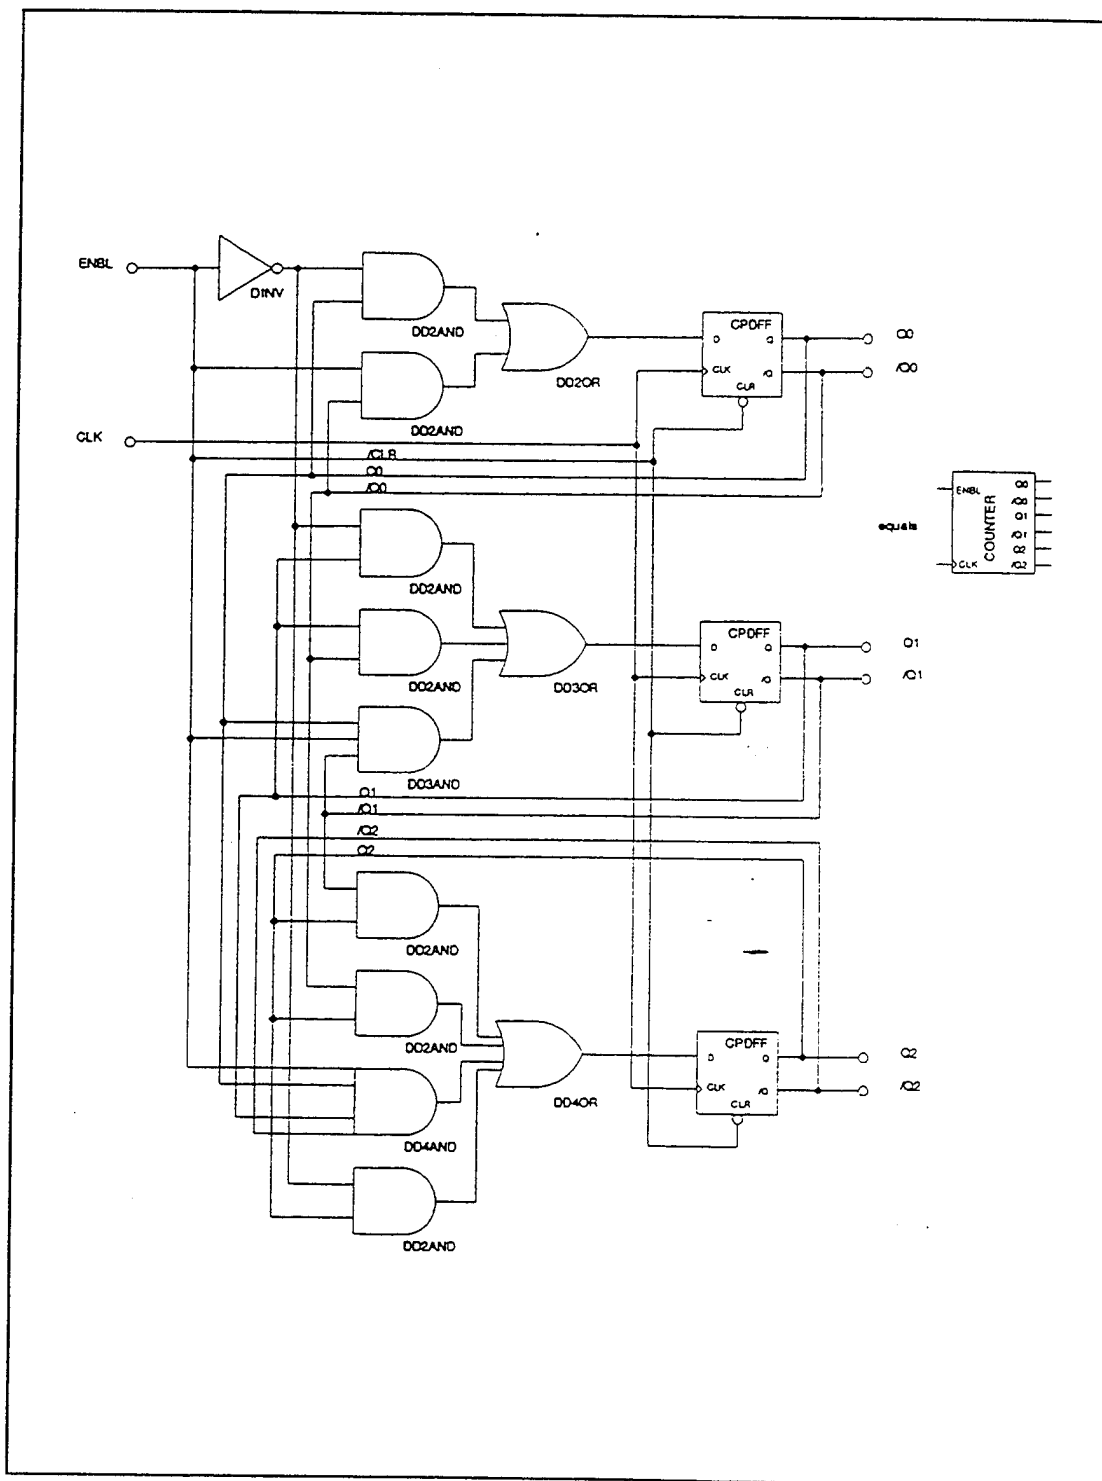 ENBL
DINV
DD2AND
DD2OR
CPDFF
D
Q
CLK
/Q
CLR
Q0
/Q0
DD2AND
CLK
/CLR
Q0
/Q0
equals
ENBL
CLK
COUNTER
Q0
/Q0
Q1
/Q1
Q2
/Q2
DD2AND
DD2AND
DD3OR
CPDFF
D
Q
CLK
/Q
CLR
Q1
/Q1
DD3AND
Q1
/Q1
/Q2
Q2
DD2AND
DD2AND
DD4OR
CPDFF
D
Q
CLK
/Q
CLR
Q2
/Q2
DD4AND
DD2AND